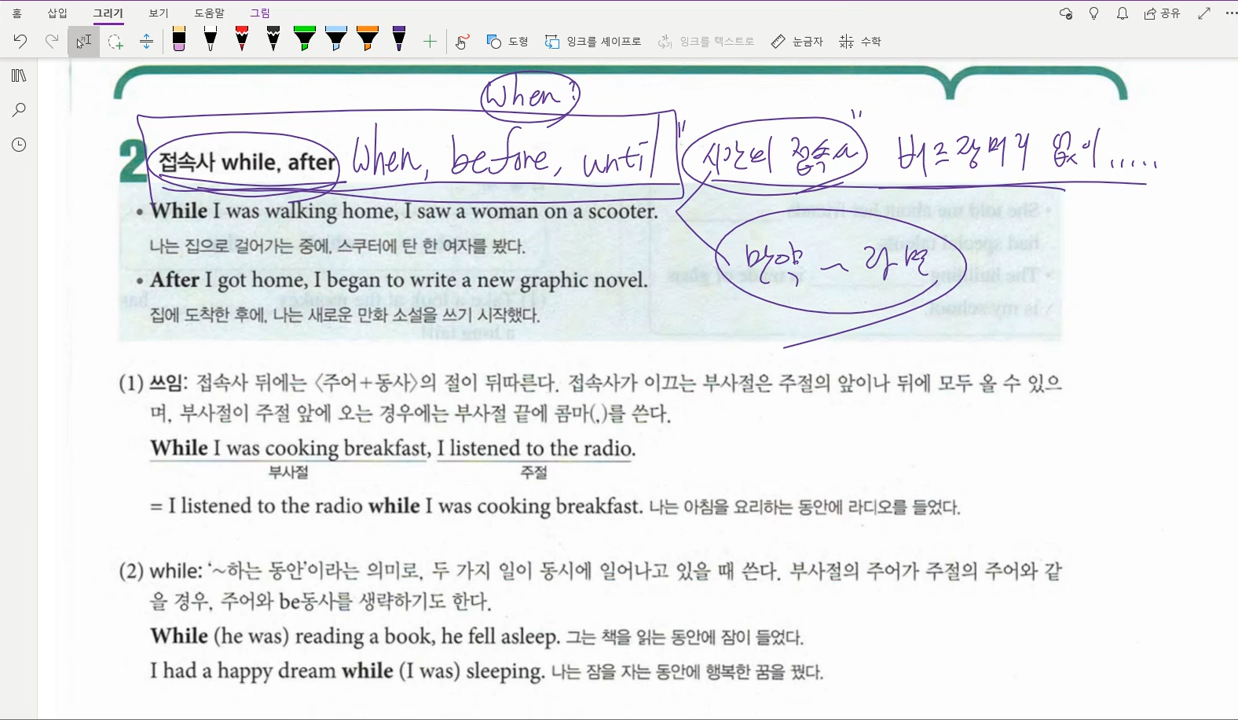 홈 삽입 그리기 보기 도움말 그림 공유
도형 잉크를 셰이프로 잉크를 텍스트로 눈금자 수학
When?
2 접속사 while, after When, before, until "시간의 접속사" 버르장머리 없이.....
• While I was walking home, I saw a woman on a scooter.
나는 집으로 걸어가는 중에, 스쿠터에 탄 한 여자를 봤다.
만약 ~ 라면
• After I got home, I began to write a new graphic novel.
집에 도착한 후에, 나는 새로운 만화 소설을 쓰기 시작했다.
(1) 쓰임: 접속사 뒤에는 〈주어+동사〉의 절이 뒤따른다. 접속사가 이끄는 부사절은 주절의 앞이나 뒤에 모두 올 수 있으
며, 부사절이 주절 앞에 오는 경우에는 부사절 끝에 콤마(,)를 쓴다.
While I was cooking breakfast, I listened to the radio.
부사절 주절
= I listened to the radio while I was cooking breakfast. 나는 아침을 요리하는 동안에 라디오를 들었다.
(2) while: '~하는 동안'이라는 의미로, 두 가지 일이 동시에 일어나고 있을 때 쓴다. 부사절의 주어가 주절의 주어와 같
을 경우, 주어와 be동사를 생략하기도 한다.
While (he was) reading a book, he fell asleep. 그는 책을 읽는 동안에 잠이 들었다.
I had a happy dream while (I was) sleeping. 나는 잠을 자는 동안에 행복한 꿈을 꿨다.